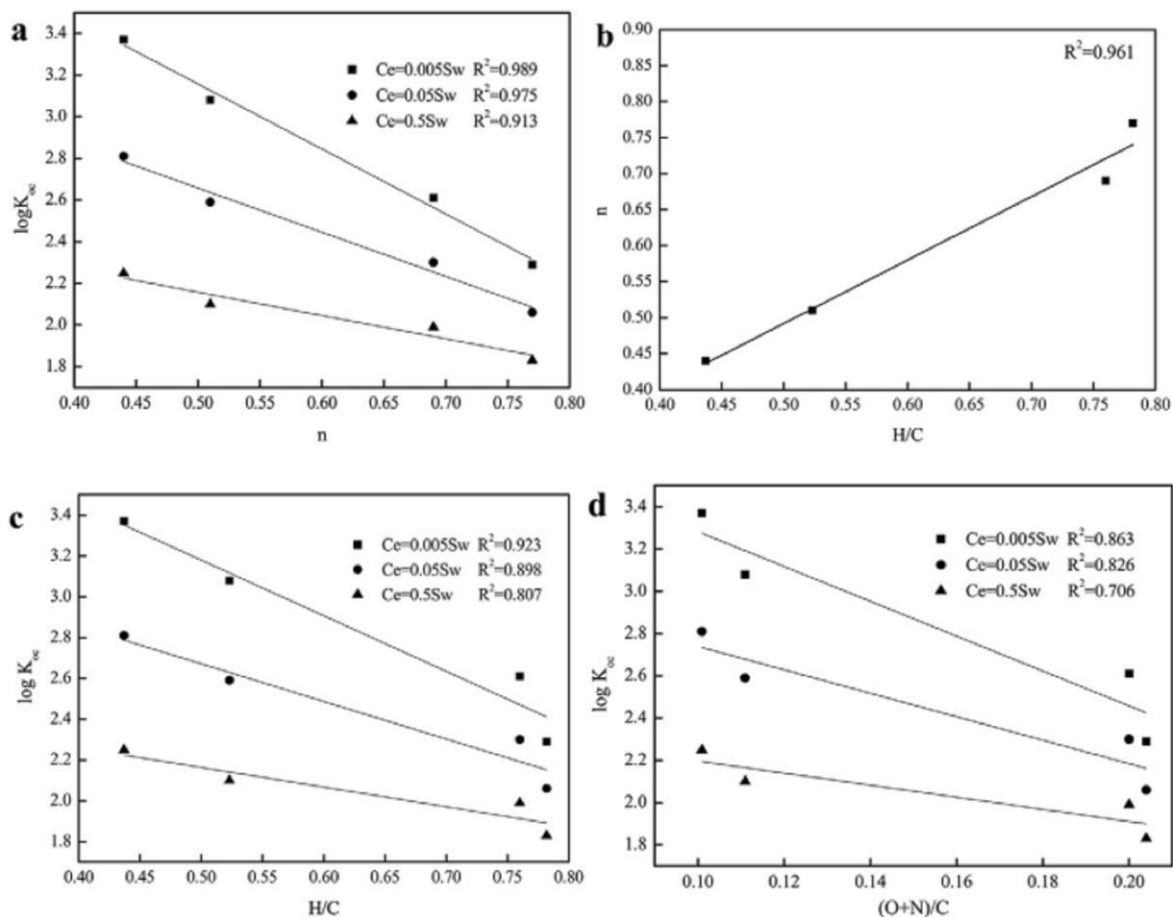 a
3.4
3.2
3.0
2.8
2.6
2.4
2.2
2.0
1.8
logK_oc
Ce=0.005Sw R²=0.989
Ce=0.05Sw R²=0.975
Ce=0.5Sw R²=0.913
0.40 0.45 0.50 0.55 0.60 0.65 0.70 0.75 0.80
n
b
0.90
0.85
0.80
0.75
0.70
0.65
0.60
0.55
0.50
0.45
0.40
n
R²=0.961
0.40 0.45 0.50 0.55 0.60 0.65 0.70 0.75 0.80
H/C
c
3.4
3.2
3.0
2.8
2.6
2.4
2.2
2.0
1.8
log K_oc
Ce=0.005Sw R²=0.923
Ce=0.05Sw R²=0.898
Ce=0.5Sw R²=0.807
0.40 0.45 0.50 0.55 0.60 0.65 0.70 0.75 0.80
H/C
d
3.4
3.2
3.0
2.8
2.6
2.4
2.2
2.0
1.8
log K_oc
Ce=0.005Sw R²=0.863
Ce=0.05Sw R²=0.826
Ce=0.5Sw R²=0.706
0.10 0.12 0.14 0.16 0.18 0.20
(O+N)/C